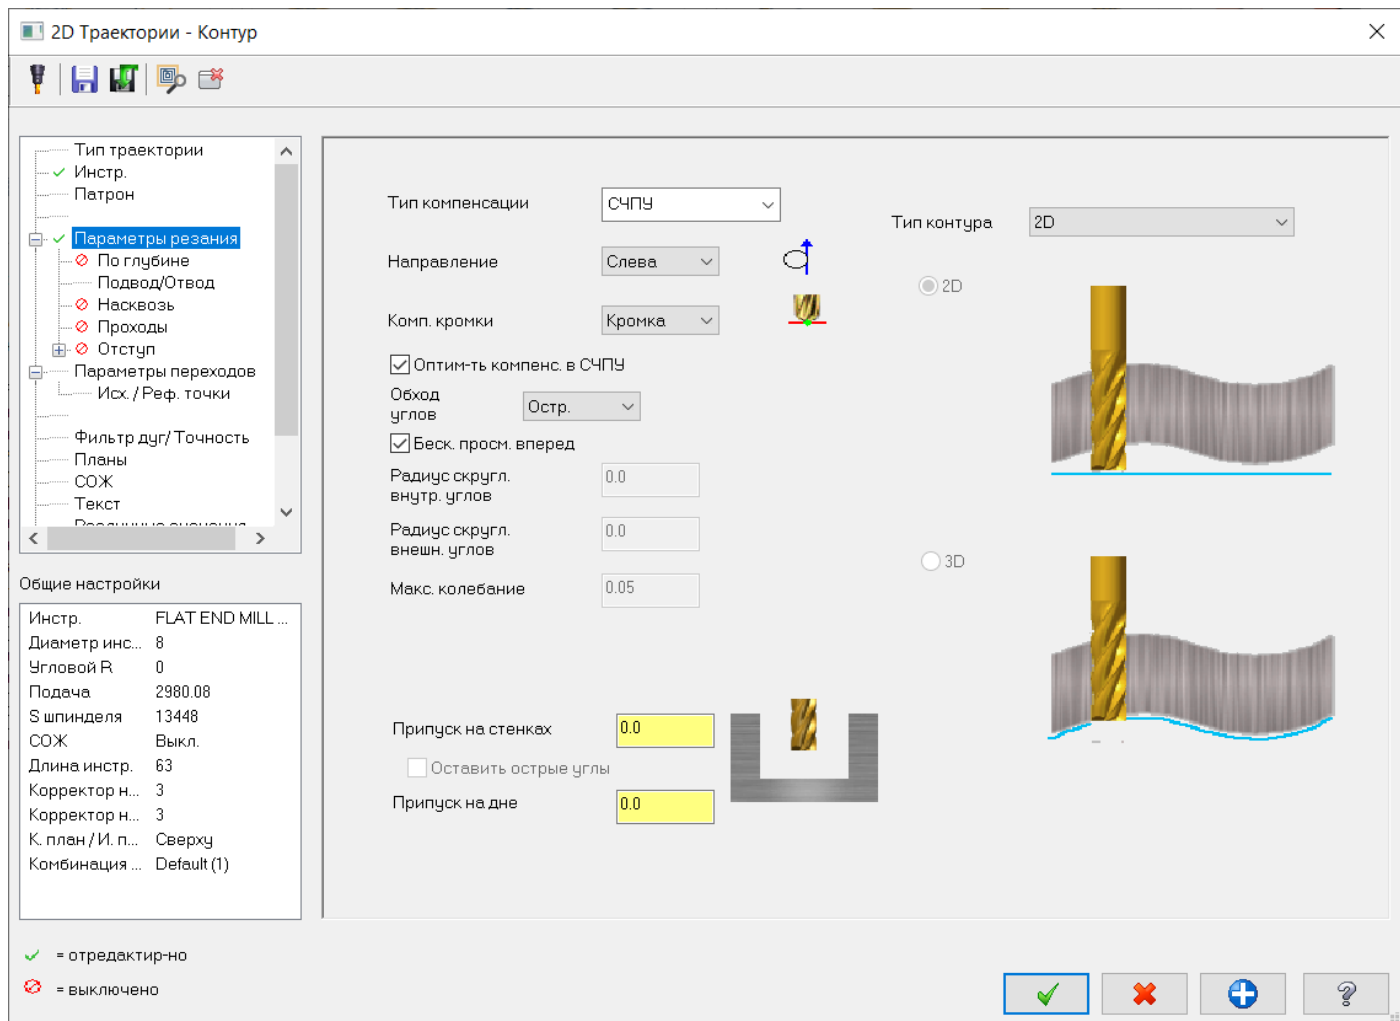 2D Траектории - Контур
Тип траектории
Инстр.
Патрон
Параметры резания
По глубине
Подвод/Отвод
Насквозь
Проходы
Отступ
Параметры переходов
Исх. / Реф. точки
Фильтр дуг/ Точность
Планы
СОЖ
Текст
Общие настройки
Инстр. FLAT END MILL ...
Диаметр инс... 8
Угловой R 0
Подача 2980.08
S шпинделя 13448
СОЖ Выкл.
Длина инстр. 63
Корректор н... 3
Корректор н... 3
К. план / И. п... Сверху
Комбинация ... Default (1)
= отредактир-но
= выключено
Тип компенсации СЧПУ
Направление Слева
Комп. кромки Кромка
Оптим-ть компенс. в СЧПУ
Обход
углов
Остр.
Беск. просм. вперед
Радиус скругл.
внутр. углов
0.0
Радиус скругл.
внешн. углов
0.0
Макс. колебание 0.05
Припуск на стенках 0.0
Оставить острые углы
Припуск на дне 0.0
Тип контура 2D
2D
3D